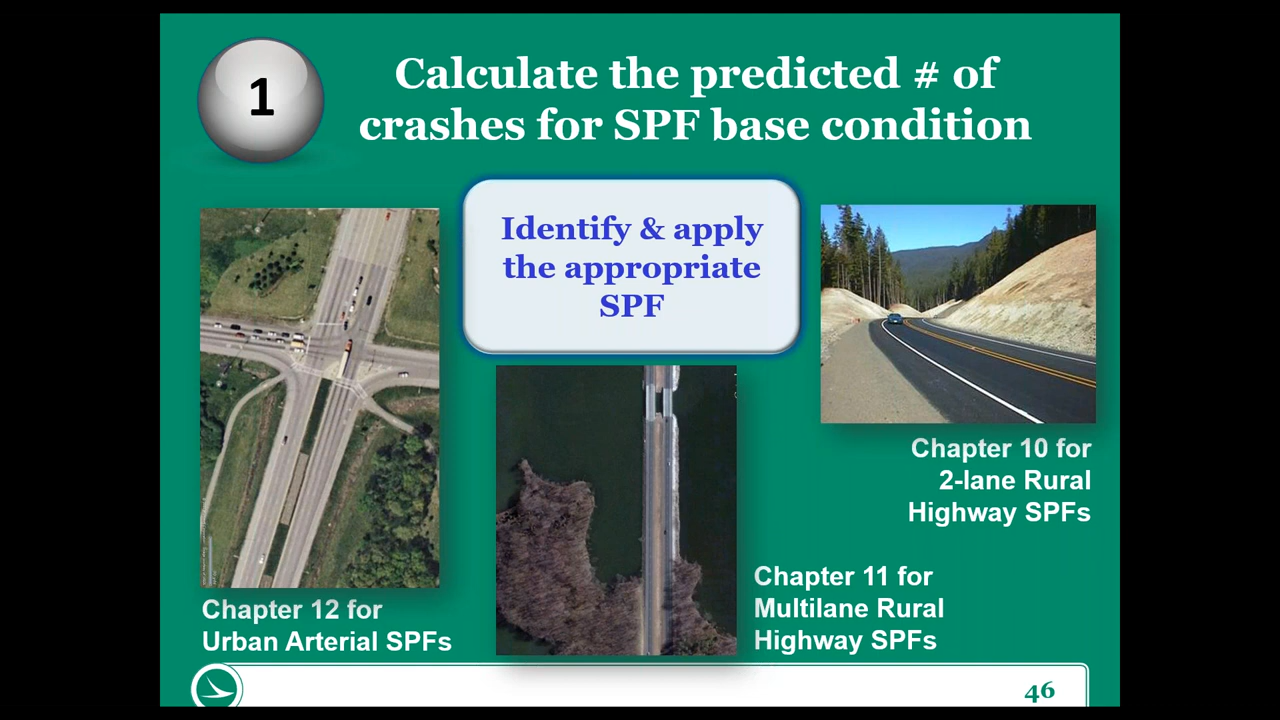 1
Calculate the predicted # of
crashes for SPF base condition
Identify & apply
the appropriate
SPF
Chapter 10 for
2-lane Rural
Highway SPFs
Chapter 11 for
Multilane Rural
Highway SPFs
Chapter 12 for
Urban Arterial SPFs
46